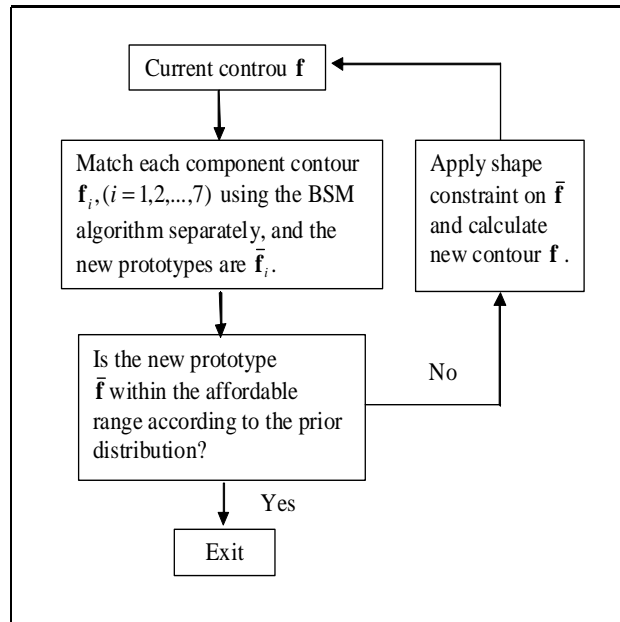 Current controu f
Match each component contour
f_i,(i = 1,2,...,7) using the BSM
algorithm separately, and the
new prototypes are f̄_i.
Apply shape
constraint on f̄
and calculate
new contour f .
Is the new prototype
f̄ within the affordable
range according to the prior
distribution?
No
Yes
Exit